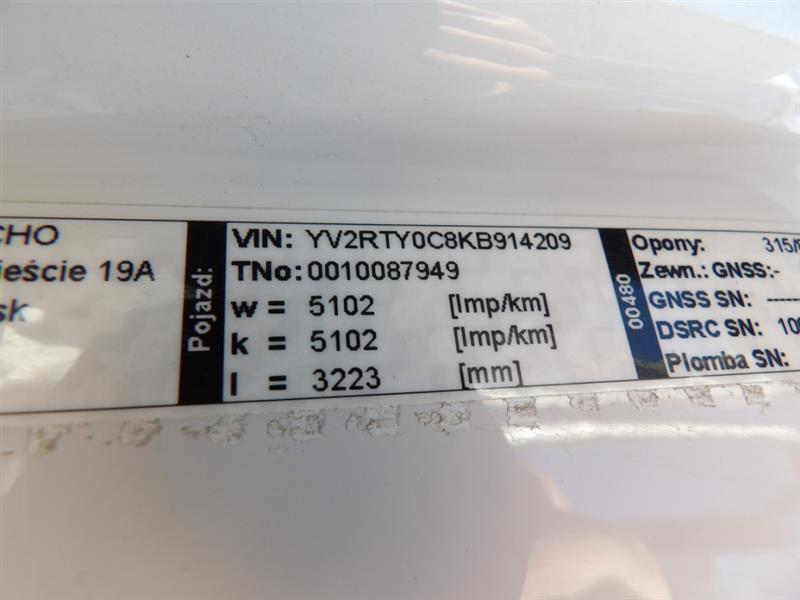 CHO
ieście 19A
sk
Pojazd:
VIN: YV2RTY0C8KB914209
TNo: 0010087949
w = 5102 [Imp/km]
k = 5102 [Imp/km]
l = 3223 [mm]
00480
Opony: 315/
Zewn.: GNSS:-
GNSS SN: ------
DSRC SN: 10
Plomba SN: